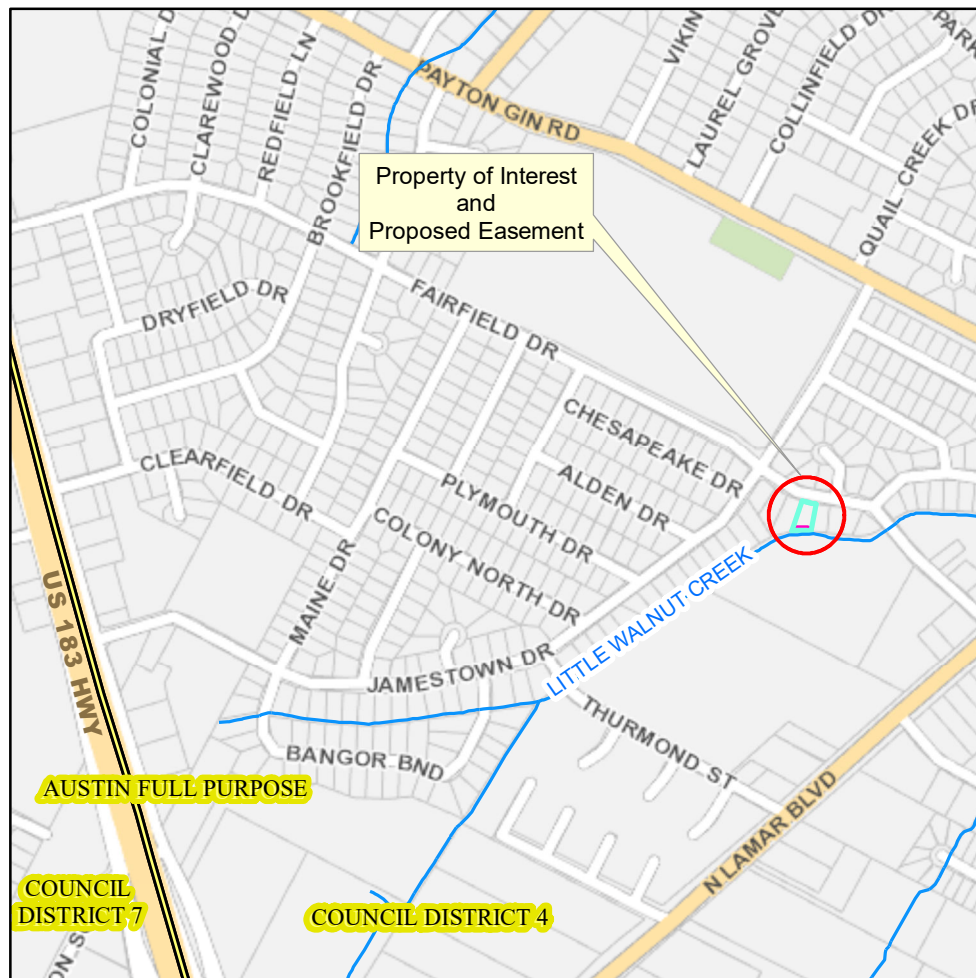 COLONIAL D
CLAREWOOD D
REDFIELD LN
BROOKFIELD DR
PAYTON GIN RD
VIKIN
LAUREL GROVE
COLLINFIELD DR
PARK
QUAIL CREEK DR
Property of Interest
and
Proposed Easement
DRYFIELD DR
FAIRFIELD DR
CHESAPEAKE DR
ALDEN DR
PLYMOUTH DR
CLEARFIELD DR
COLONY NORTH DR
MAINE DR
JAMESTOWN DR
LITTLE WALNUT CREEK
US 183 HWY
BANGOR BND
THURMOND ST
N LAMAR BLVD
AUSTIN FULL PURPOSE
COUNCIL
DISTRICT 7
COUNCIL DISTRICT 4